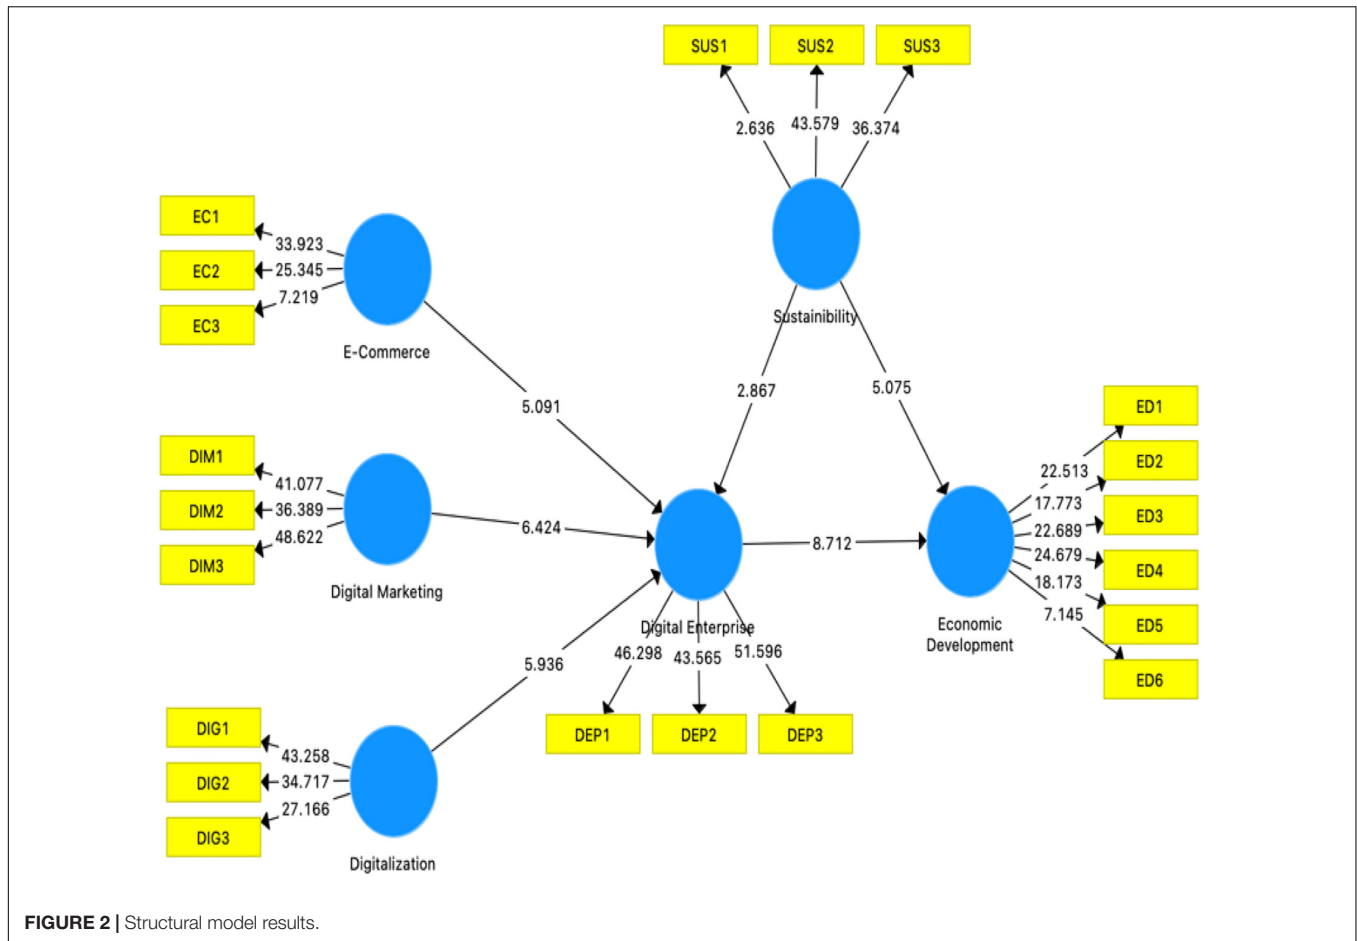 SUS1 SUS2 SUS3
2.636 43.579 36.374
Sustainibility
EC1
EC2
EC3
33.923
25.345
7.219
E-Commerce
5.091
2.867
5.075
DIM1
DIM2
DIM3
41.077
36.389
48.622
Digital Marketing
6.424
8.712
Digital Enterprise
46.298 43.565 51.596
DEP1 DEP2 DEP3
ED1
ED2
ED3
ED4
ED5
ED6
22.513
17.773
22.689
24.679
18.173
7.145
Economic
Development
5.936
DIG1
DIG2
DIG3
43.258
34.717
27.166
Digitalization
FIGURE 2 | Structural model results.